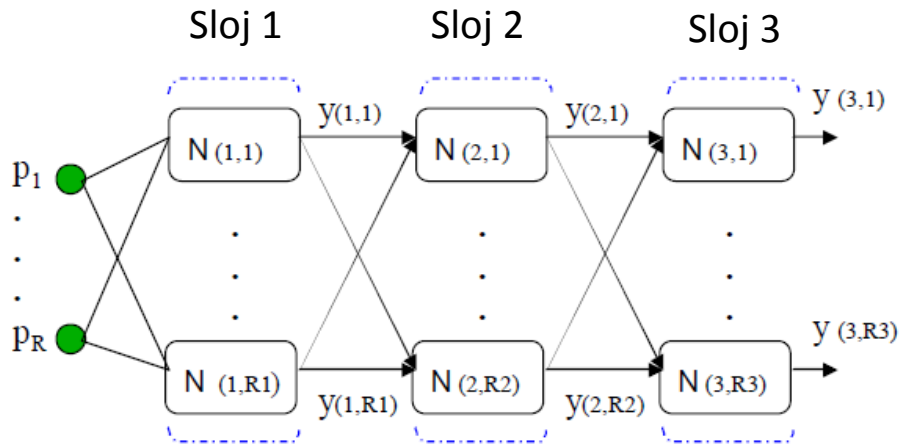 Sloj 1 Sloj 2 Sloj 3
y(1,1) y(2,1) y (3,1)
N (1,1) N (2,1) N (3,1)
p1
.
.
.
pR
. . .
. . .
. . .
y (3,R3)
N (1,R1) N (2,R2) N (3,R3)
y(1,R1) y(2,R2)